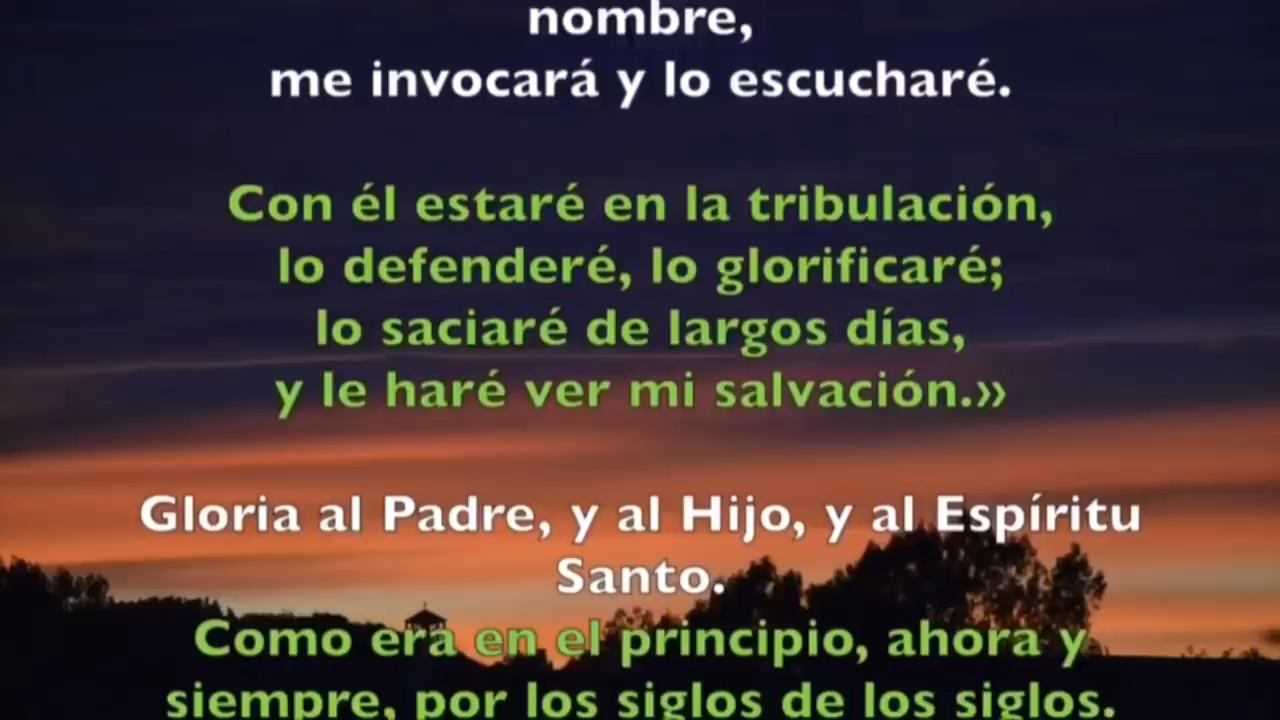 nombre,
me invocará y lo escucharé.
Con él estaré en la tribulación,
lo defenderé, lo glorificaré;
lo saciaré de largos días,
y le haré ver mi salvación.»
Gloria al Padre, y al Hijo, y al Espíritu
Santo.
Como era en el principio, ahora y
siempre, por los siglos de los siglos.